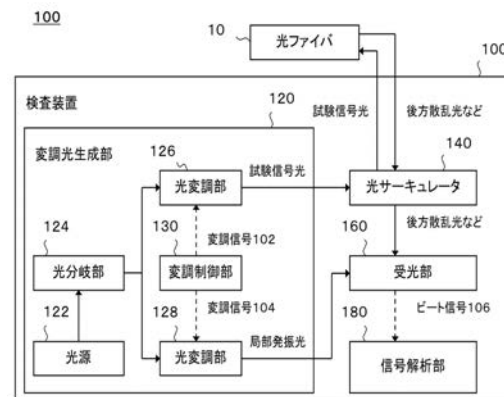 100
10
光ファイバ
100
検査装置
試験信号光
後方散乱光など
120
変調光生成部
126
光変調部
試験信号光
140
光サーキュレータ
124
光分岐部
130
変調信号102
変調制御部
後方散乱光など
160
受光部
122
光源
128
変調信号104
光変調部
局部発振光
ビート信号106
180
信号解析部